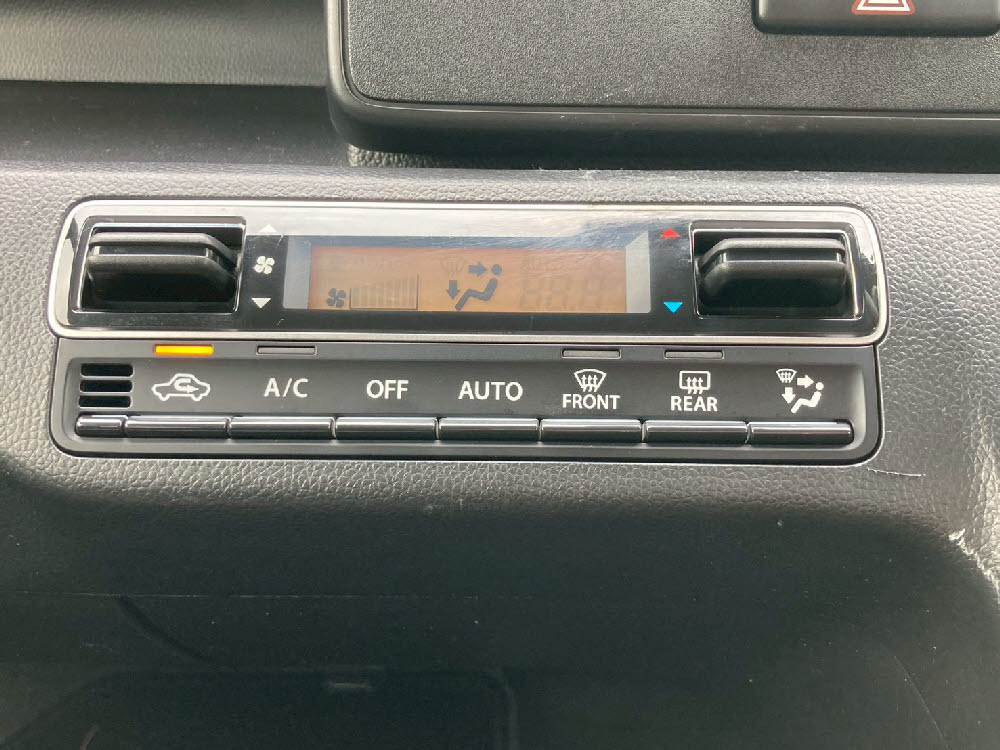 A/C
OFF
AUTO
FRONT
REAR